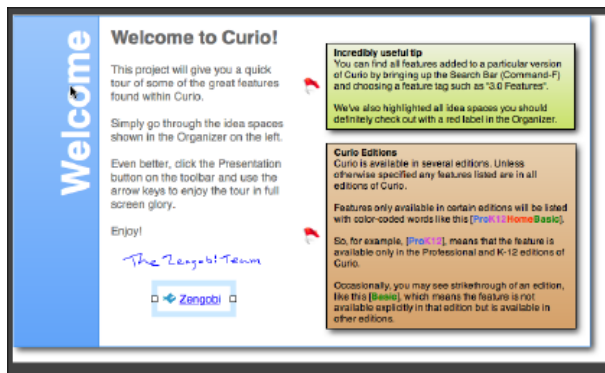 Welcome
Welcome to Curio!
This project will give you a quick
tour of some of the great features
found within Curio.
Simply go through the idea spaces
shown in the Organizer on the left.
Even better, click the Presentation
button on the toolbar and use the
arrow keys to enjoy the tour in full
screen glory.
Enjoy!
The Zengobi Team
Zengobi
Incredibly useful tip
You can find all features added to a particular version
of Curio by bringing up the Search Bar (Command-F)
and choosing a feature tag such as "3.0 Features".
We've also highlighted all idea spaces you should
definitely check out with a red label in the Organizer.
Curio Editions
Curio is available in several editions. Unless
otherwise specified any features listed are in all
editions of Curio.
Features only available in certain editions will be listed
with color-coded words like this [ProK12HomeBasic].
So, for example, [ProK12], means that the feature is
available only in the Professional and K-12 editions of
Curio.
Occasionally, you may see strikethrough of an edition,
like this [Basic], which means the feature is not
available explicitly in that edition but is available in
other editions.